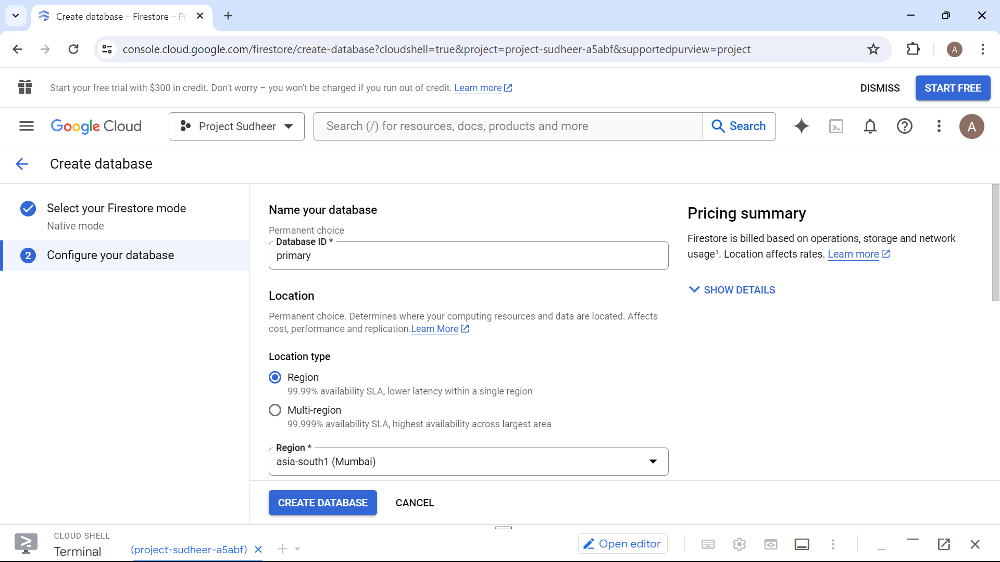 Create database – Firestore – Pr
console.cloud.google.com/firestore/create-database?cloudshell=true&project=project-sudheer-a5abf&supportedpurview=project
A
Start your free trial with $300 in credit. Don't worry – you won't be charged if you run out of credit. Learn more
DISMISS
START FREE
Google Cloud
Project Sudheer
Search (/) for resources, docs, products and more
Search
A
Create database
Select your Firestore mode
Native mode
2
Configure your database
Name your database
Permanent choice
Database ID *
primary
Location
Permanent choice. Determines where your computing resources and data are located. Affects
cost, performance and replication.Learn More
Location type
Region
99.99% availability SLA, lower latency within a single region
Multi-region
99.999% availability SLA, highest availability across largest area
Region *
asia-south1 (Mumbai)
CREATE DATABASE
CANCEL
Pricing summary
Firestore is billed based on operations, storage and network
usage¹. Location affects rates. Learn more
SHOW DETAILS
CLOUD SHELL
Terminal
(project-sudheer-a5abf)
Open editor